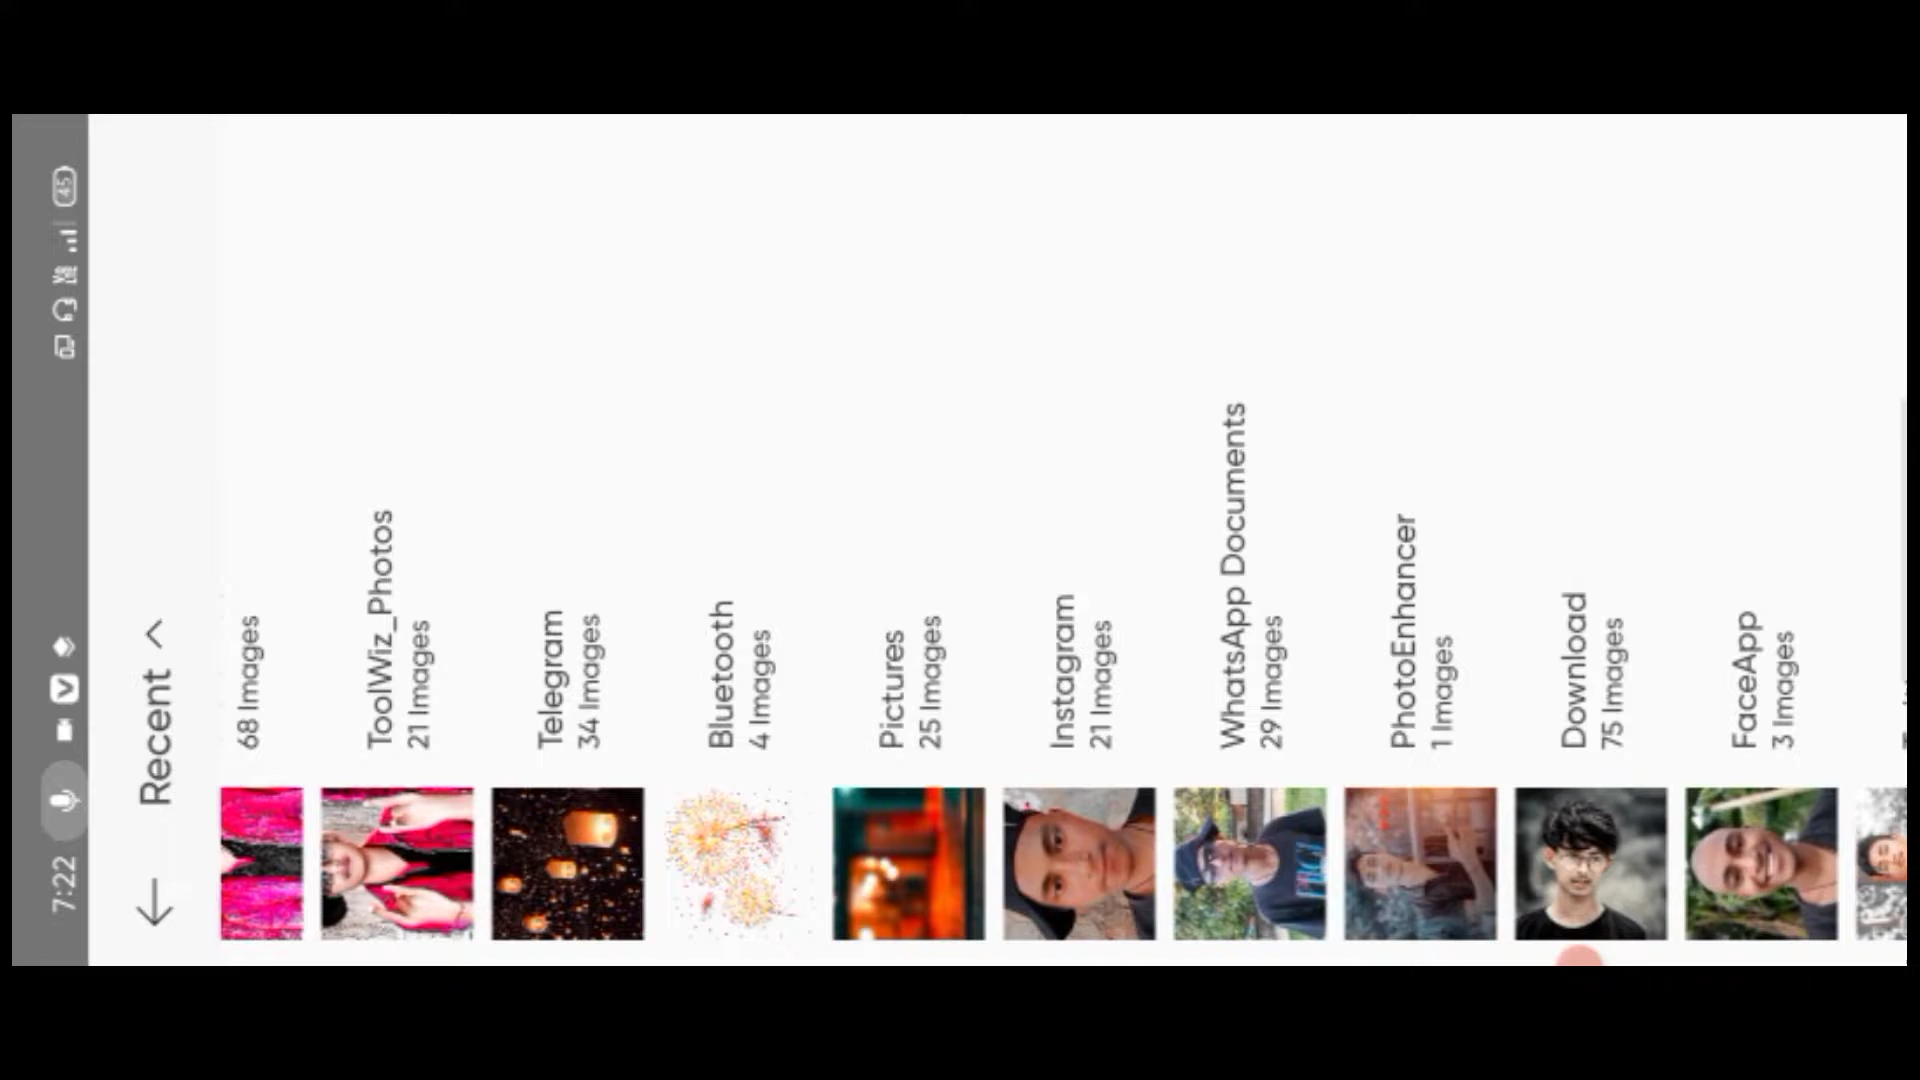 7:22
45
Recent
68 Images
ToolWiz_Photos
21 Images
Telegram
34 Images
Bluetooth
4 Images
Pictures
25 Images
Instagram
21 Images
WhatsApp Documents
29 Images
PhotoEnhancer
1 Images
Download
75 Images
FaceApp
3 Images